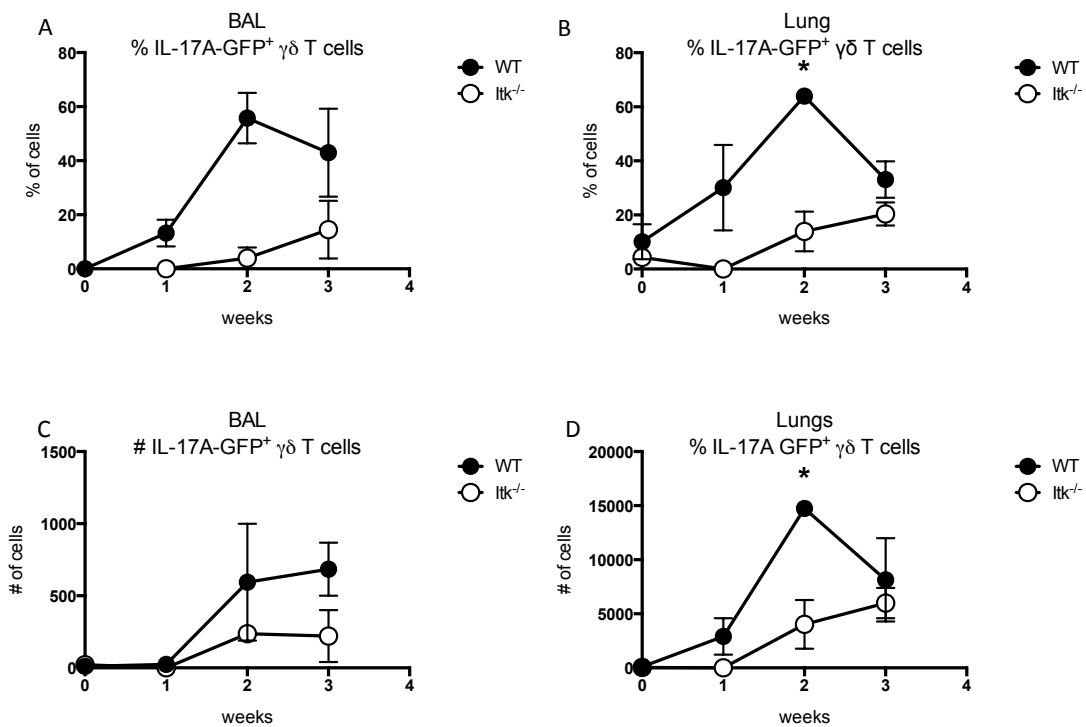 A
BAL
% IL-17A-GFP⁺ γδ T cells
80
60
40
20
0
% of cells
0 1 2 3 4
weeks
WT
Itk⁻/⁻
B
Lung
% IL-17A-GFP⁺ γδ T cells
*
80
60
40
20
0
% of cells
0 1 2 3 4
weeks
WT
Itk⁻/⁻
C
BAL
# IL-17A-GFP⁺ γδ T cells
1500
1000
500
0
# of cells
0 1 2 3 4
weeks
WT
Itk⁻/⁻
D
Lungs
% IL-17A GFP⁺ γδ T cells
*
20000
15000
10000
5000
0
# of cells
0 1 2 3 4
weeks
WT
Itk⁻/⁻